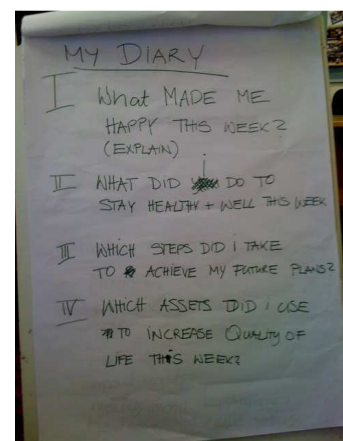 MY DIARY
I What MADE ME
HAPPY THIS WEEK?
(EXPLAIN)
II WHAT DID i DO TO
STAY HEALTHY + WELL THIS WEEK
III WHICH STEPS DID i TAKE
TO ACHIEVE MY FUTURE PLANS?
IV WHICH ASSETS DID i USE
TO INCREASE QUALITY OF
LIFE THIS WEEK?